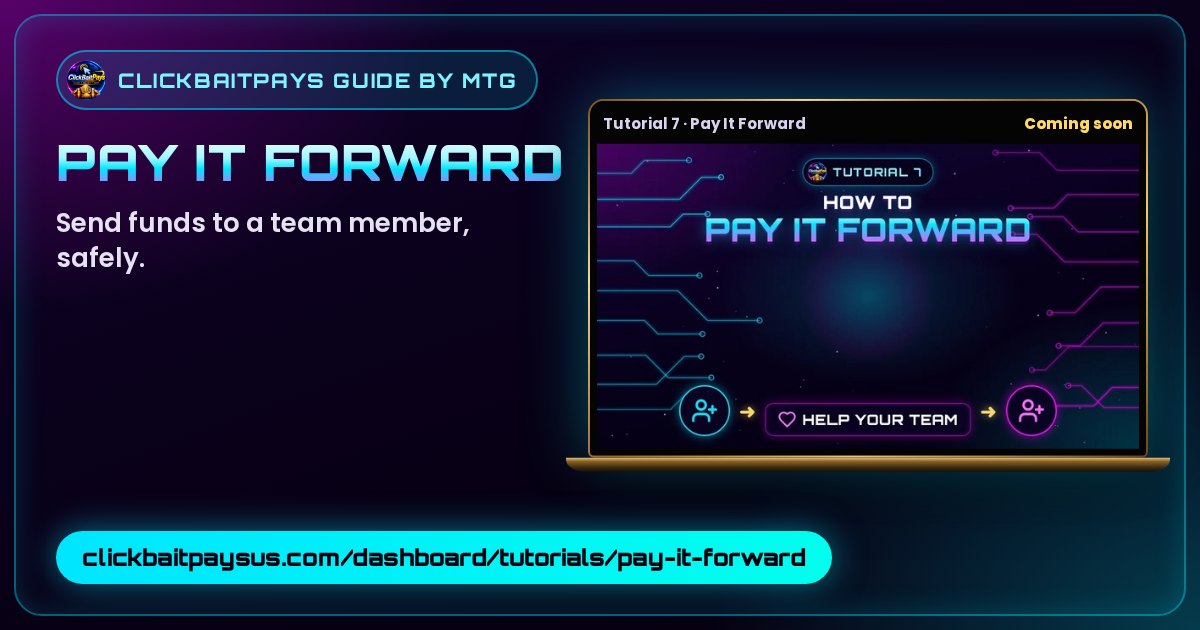 ClickBaitPays
CLICKBAITPAYS GUIDE BY MTG
PAY IT FORWARD
Send funds to a team member,
safely.
Tutorial 7 · Pay It Forward
Coming soon
TUTORIAL 7
HOW TO
PAY IT FORWARD
HELP YOUR TEAM
clickbaitpaysus.com/dashboard/tutorials/pay-it-forward